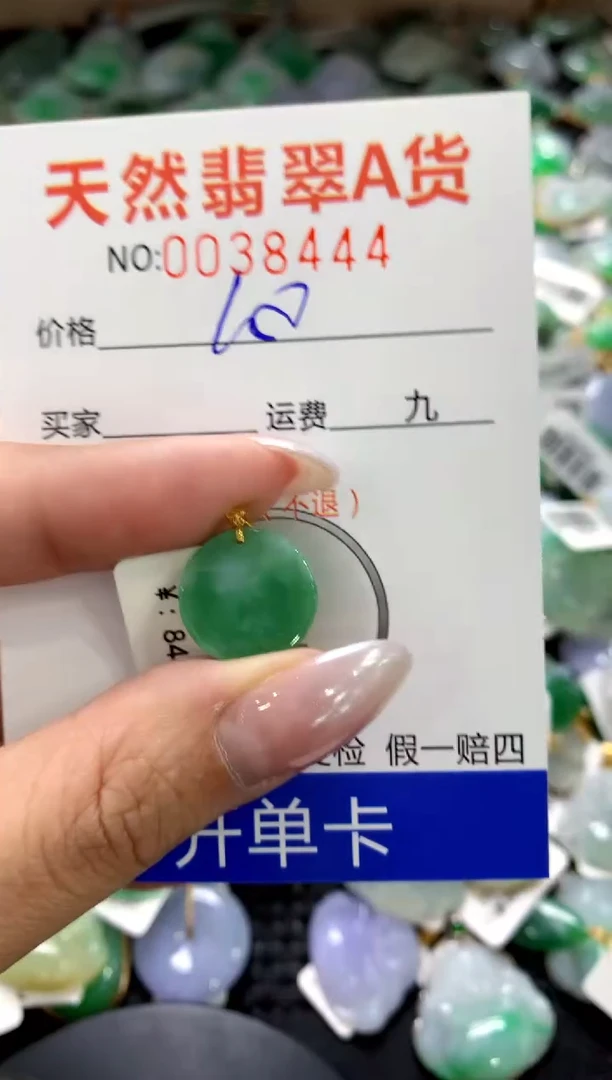 天然翡翠A货
NO:0038444
价格
买家 运费 九
不退)
: 84
检 假一赔四
开单卡